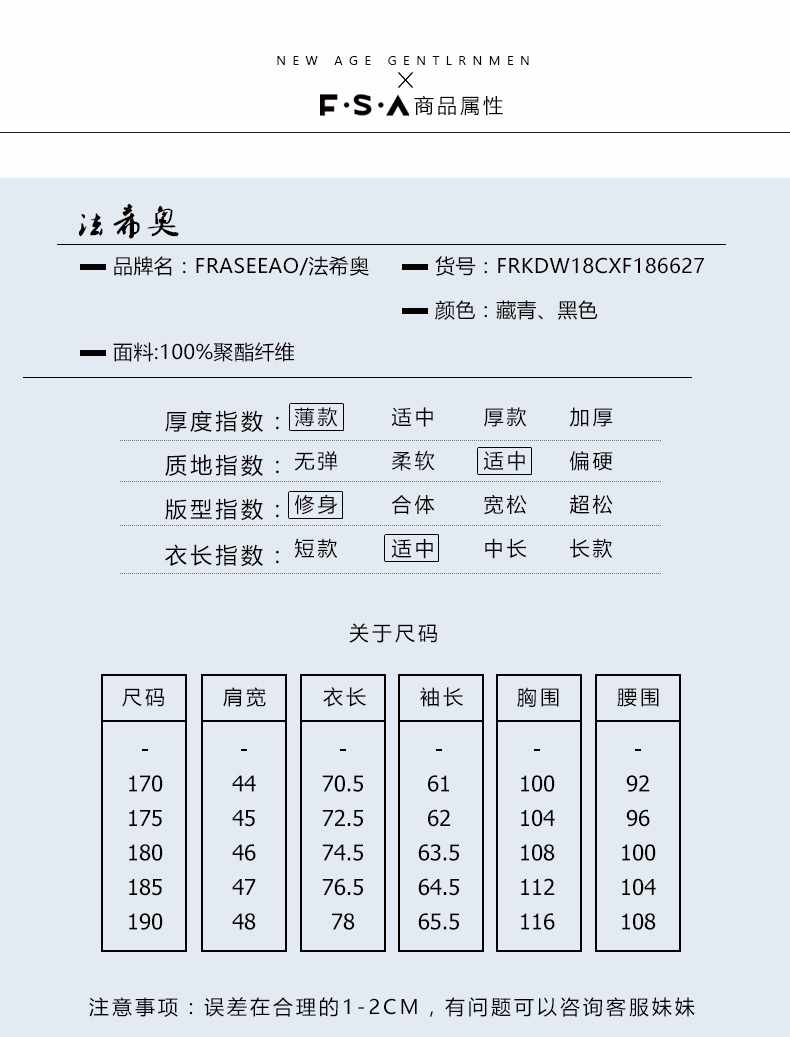 NEW AGE GENTLRNMEN
×
F·S·A商品属性
法希奥
品牌名：FRASEEAO/法希奥 货号：FRKDW18CXF186627
颜色：藏青、黑色
面料:100%聚酯纤维
厚度指数： 薄款 适中 厚款 加厚
质地指数： 无弹 柔软 适中 偏硬
版型指数： 修身 合体 宽松 超松
衣长指数： 短款 适中 中长 长款
关于尺码
尺码 肩宽 衣长 袖长 胸围 腰围
- - - - - -
170 44 70.5 61 100 92
175 45 72.5 62 104 96
180 46 74.5 63.5 108 100
185 47 76.5 64.5 112 104
190 48 78 65.5 116 108
注意事项：误差在合理的1-2CM，有问题可以咨询客服妹妹